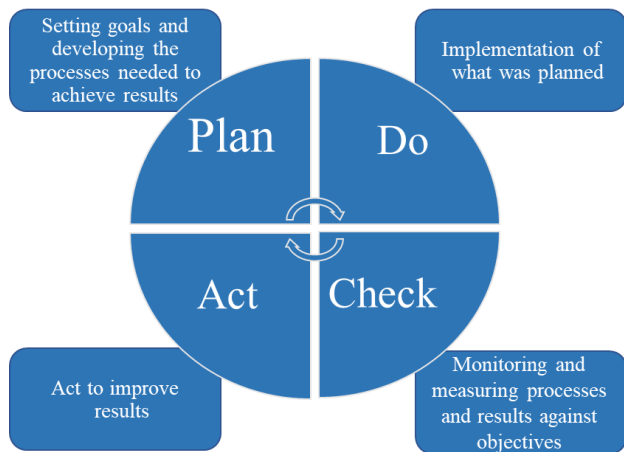 Setting goals and
developing the
processes needed to
achieve results
Implementation of
what was planned
Plan
Do
Act
Check
Act to improve
results
Monitoring and
measuring processes
and results against
objectives